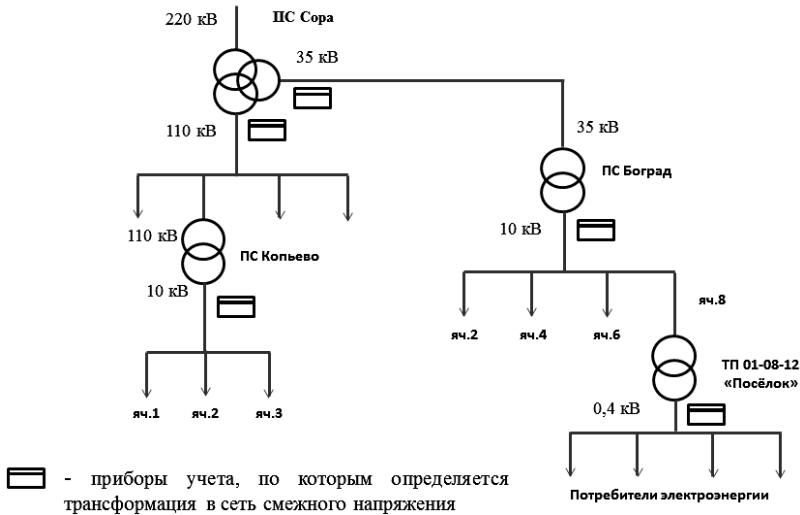 220 кВ
ПС Сора
35 кВ
110 кВ
35 кВ
ПС Боград
110 кВ
ПС Копьево
10 кВ
10 кВ
яч.8
яч.2 яч.4 яч.6
ТП 01-08-12
«Посёлок»
0,4 кВ
яч.1 яч.2 яч.3
- приборы учета, по которым определяется
трансформация в сеть смежного напряжения
Потребители электроэнергии